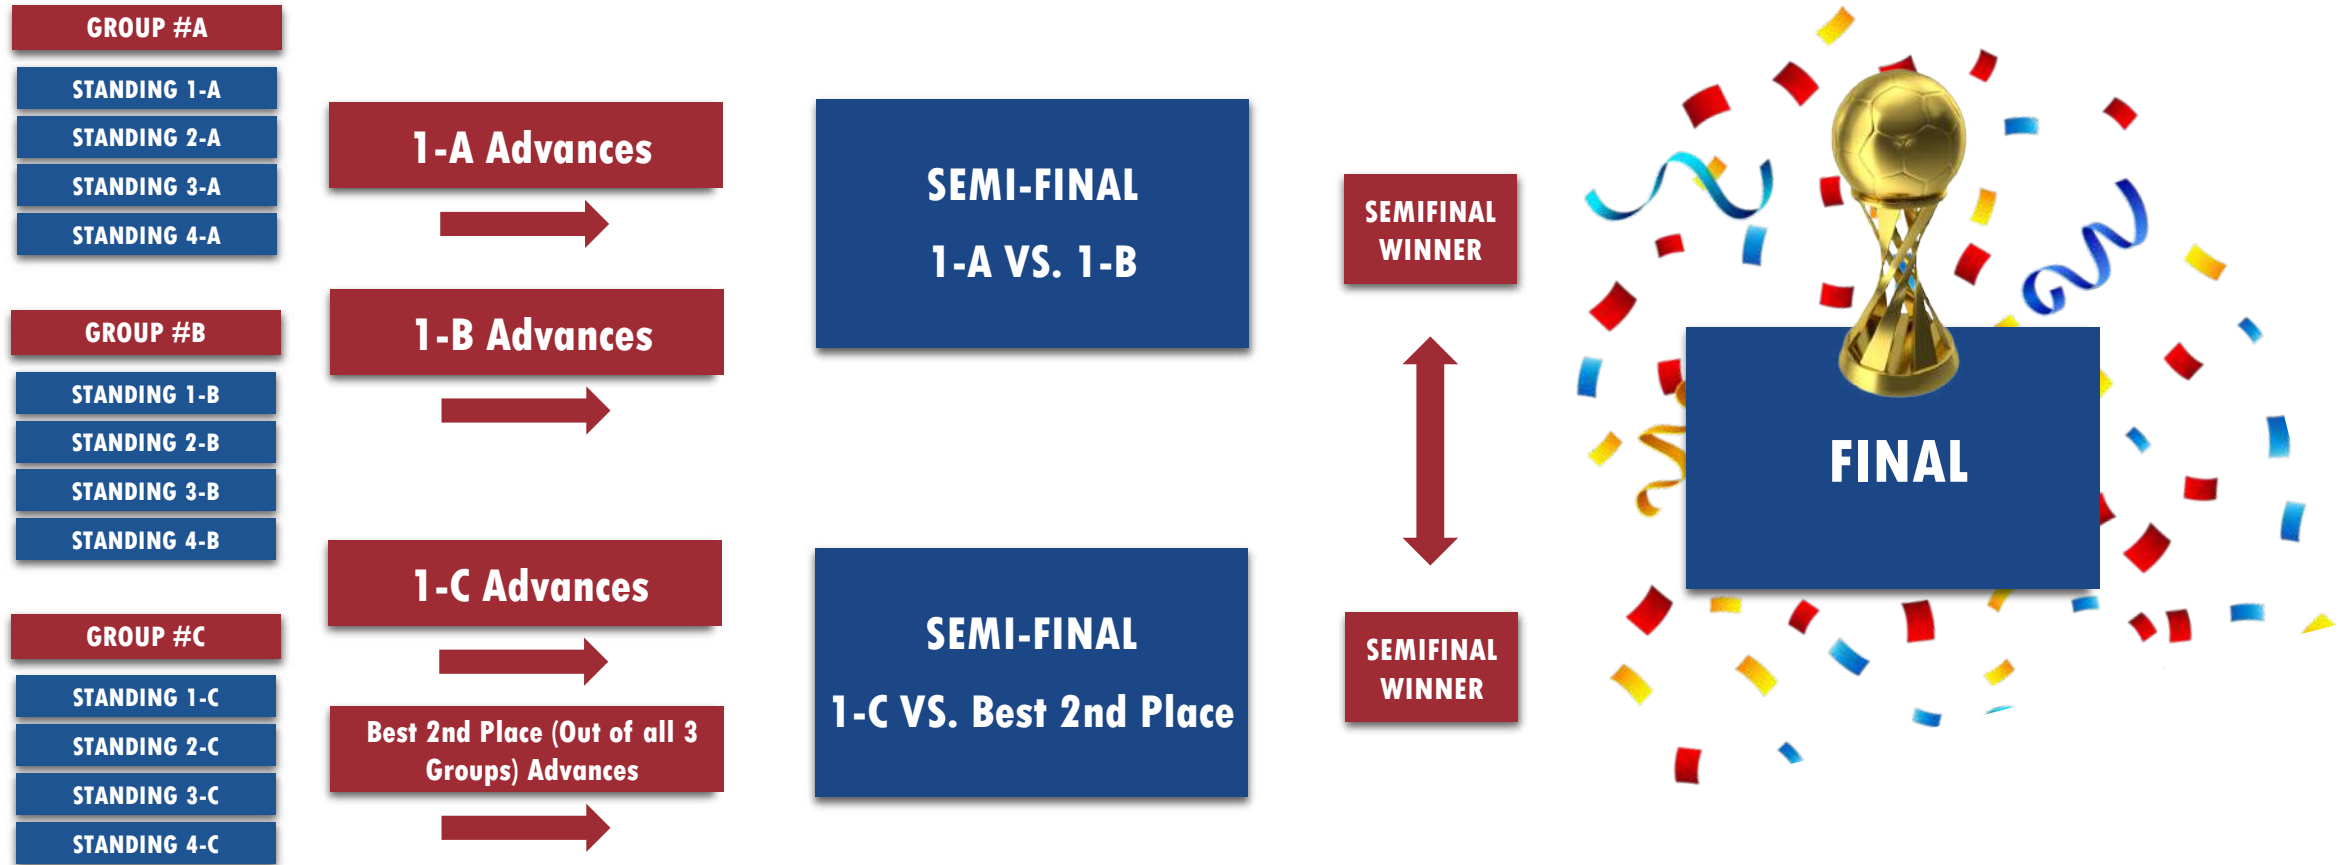 GROUP #A
STANDING 1-A
STANDING 2-A
STANDING 3-A
STANDING 4-A
GROUP #B
STANDING 1-B
STANDING 2-B
STANDING 3-B
STANDING 4-B
GROUP #C
STANDING 1-C
STANDING 2-C
STANDING 3-C
STANDING 4-C
1-A Advances
1-B Advances
1-C Advances
Best 2nd Place (Out of all 3
Groups) Advances
SEMI-FINAL
1-A VS. 1-B
SEMI-FINAL
1-C VS. Best 2nd Place
SEMIFINAL
WINNER
SEMIFINAL
WINNER
FINAL